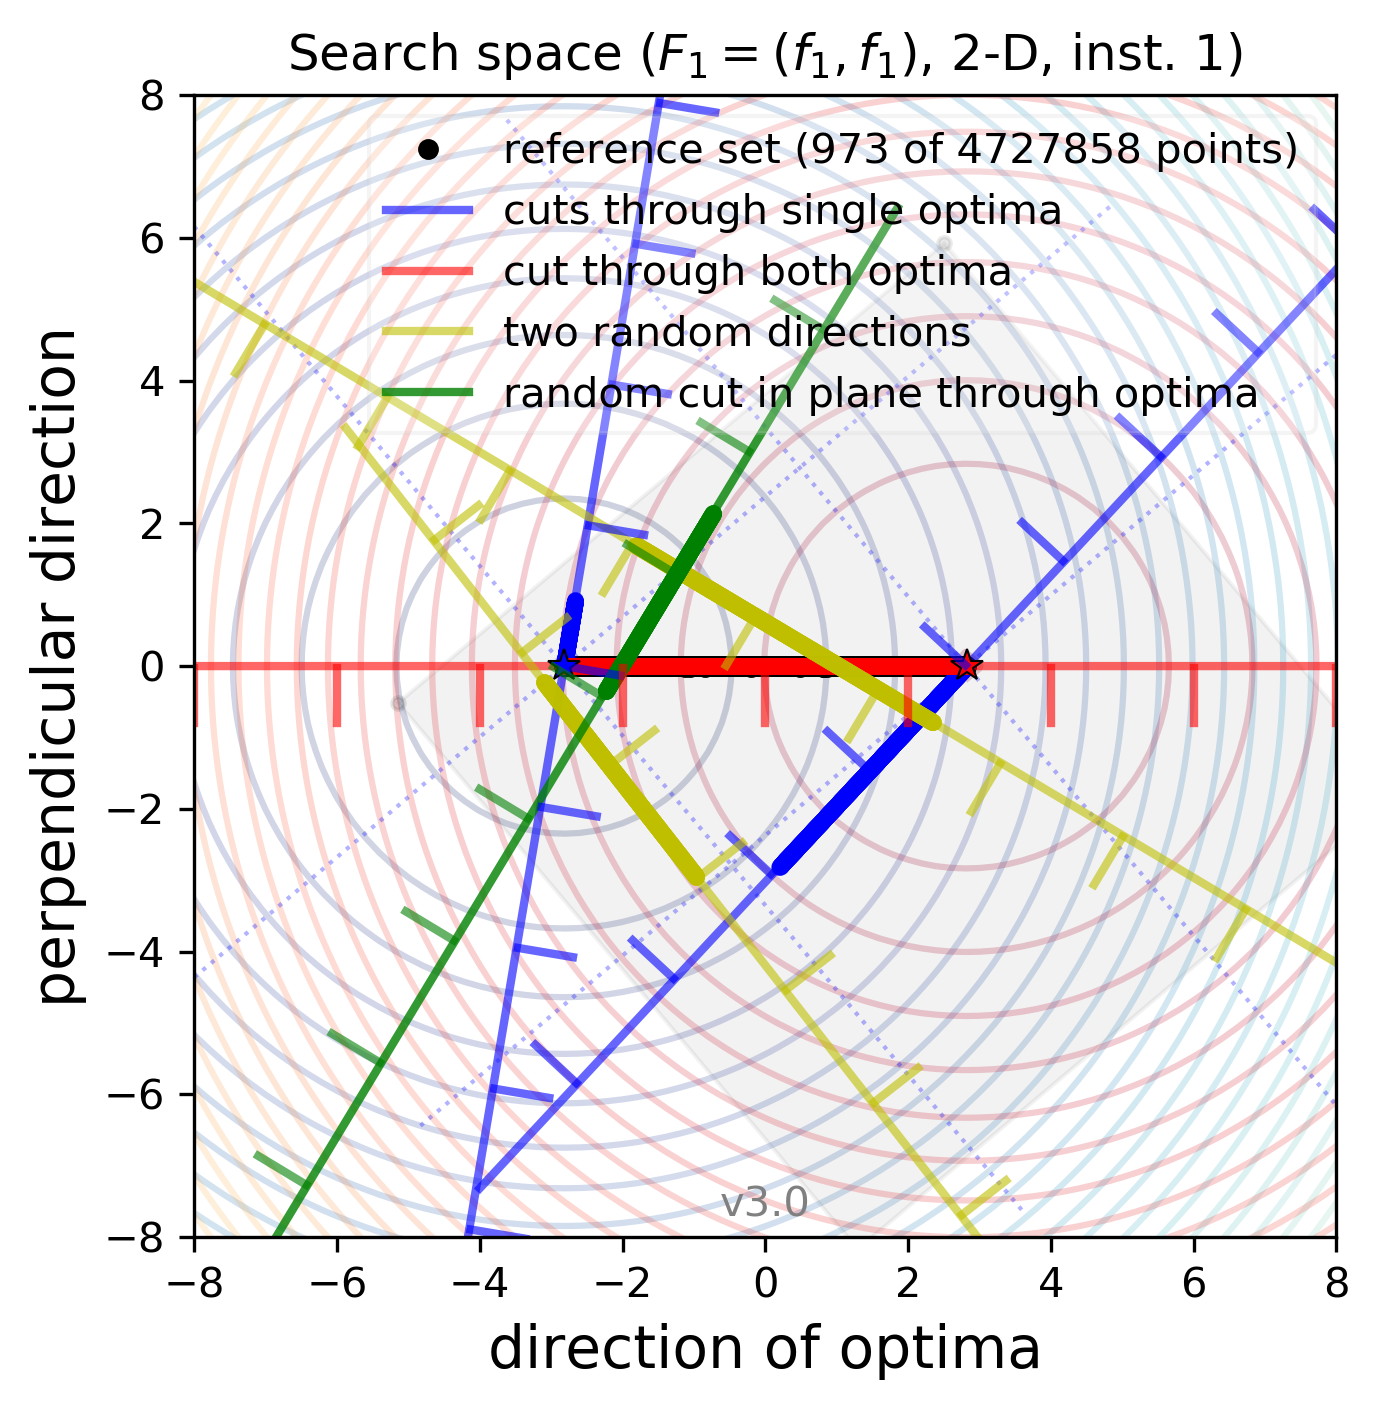 Search space (F₁ = (f₁, f₁), 2-D, inst. 1)
reference set (973 of 4727858 points)
cuts through single optima
cut through both optima
two random directions
random cut in plane through optima
perpendicular direction
8
6
4
2
0
−2
−4
−6
−8
v3.0
−8 −6 −4 −2 0 2 4 6 8
direction of optima